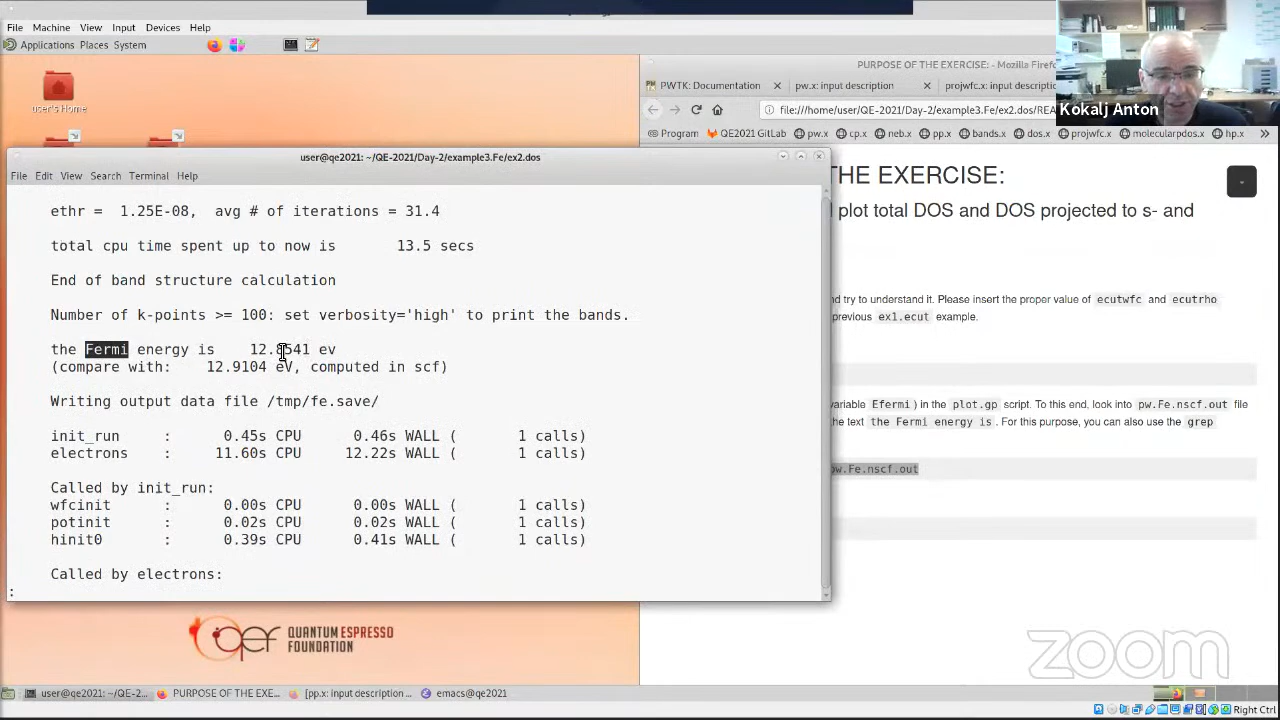 File Machine View Input Devices Help
Applications Places System
user's Home
PURPOSE OF THE EXERCISE: - Mozilla Firef
PWTK: Documentation
pw.x: input description
projwfc.x: input descri
file:///home/user/QE-2021/Day-2/example3.Fe/ex2.dos/REA
Kokalj Anton
Program QE2021 GitLab pw.x cp.x neb.x pp.x bands.x dos.x projwfc.x molecularpdos.x hp.x
user@qe2021: ~/QE-2021/Day-2/example3.Fe/ex2.dos
File Edit View Search Terminal Help
ethr = 1.25E-08, avg # of iterations = 31.4
total cpu time spent up to now is 13.5 secs
End of band structure calculation
Number of k-points >= 100: set verbosity='high' to print the bands.
the Fermi energy is 12.8541 ev
(compare with: 12.9104 eV, computed in scf)
Writing output data file /tmp/fe.save/
init_run : 0.45s CPU 0.46s WALL ( 1 calls)
electrons : 11.60s CPU 12.22s WALL ( 1 calls)
Called by init_run:
wfcinit : 0.00s CPU 0.00s WALL ( 1 calls)
potinit : 0.02s CPU 0.02s WALL ( 1 calls)
hinit0 : 0.39s CPU 0.41s WALL ( 1 calls)
Called by electrons:
:
THE EXERCISE:
plot total DOS and DOS projected to s- and
nd try to understand it. Please insert the proper value of ecutwfc and ecutrho
previous ex1.ecut example.
variable Efermi) in the plot.gp script. To this end, look into pw.Fe.nscf.out file
the text the Fermi energy is. For this purpose, you can also use the grep
pw.Fe.nscf.out
QUANTUM ESPRESSO
FOUNDATION
zoom
user@qe2021: ~/QE-2...
PURPOSE OF THE EXE...
[pp.x: input description ...
emacs@qe2021
Right Ctrl